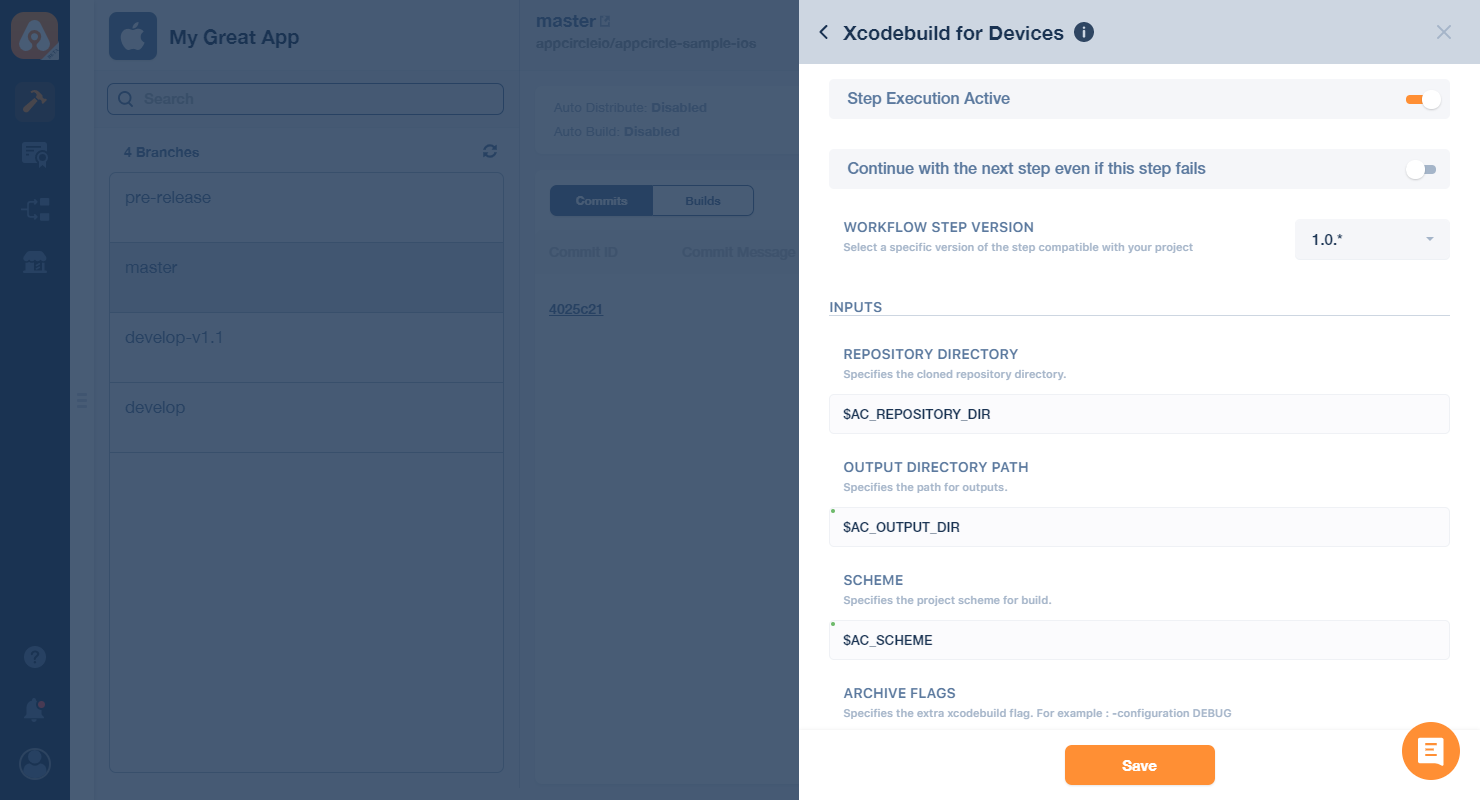 My Great App
Search
4 Branches
pre-release
master
develop-v1.1
develop
master
appcircleio/appcircle-sample-ios
Auto Distribute: Disabled
Auto Build: Disabled
Commits
Builds
Commit ID
Commit Message
4025c21
Xcodebuild for Devices
Step Execution Active
Continue with the next step even if this step fails
WORKFLOW STEP VERSION
Select a specific version of the step compatible with your project
1.0.*
INPUTS
REPOSITORY DIRECTORY
Specifies the cloned repository directory.
$AC_REPOSITORY_DIR
OUTPUT DIRECTORY PATH
Specifies the path for outputs.
$AC_OUTPUT_DIR
SCHEME
Specifies the project scheme for build.
$AC_SCHEME
ARCHIVE FLAGS
Specifies the extra xcodebuild flag. For example : -configuration DEBUG
Save